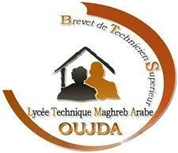 Brevet de Technicien Supérieur
Lycée Technique Maghreb Arabe
OUJDA